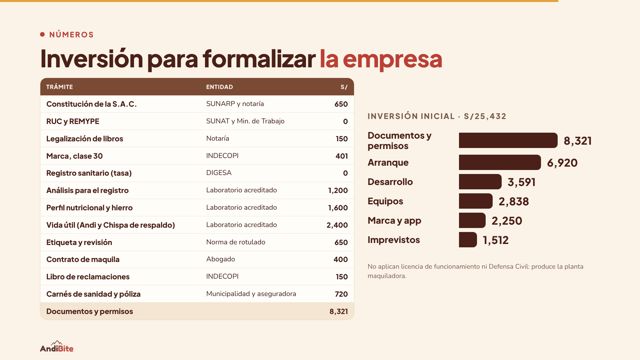 NÚMEROS
Inversión para formalizar la empresa
TRÁMITE ENTIDAD S/
Constitución de la S.A.C. SUNARP y notaría 650
RUC y REMYPE SUNAT y Min. de Trabajo 0
Legalización de libros Notaría 150
Marca, clase 30 INDECOPI 401
Registro sanitario (tasa) DIGESA 0
Análisis para el registro Laboratorio acreditado 1,200
Perfil nutricional y hierro Laboratorio acreditado 1,600
Vida útil (Andi y Chispa de respaldo) Laboratorio acreditado 2,400
Etiqueta y revisión Norma de rotulado 650
Contrato de maquila Abogado 400
Libro de reclamaciones INDECOPI 150
Carnés de sanidad y póliza Municipalidad y aseguradora 720
Documentos y permisos 8,321
INVERSIÓN INICIAL · S/25,432
Documentos y
permisos 8,321
Arranque 6,920
Desarrollo 3,591
Equipos 2,838
Marca y app 2,250
Imprevistos 1,512
No aplican licencia de funcionamiento ni Defensa Civil: produce la planta
maquiladora.
AndiBite